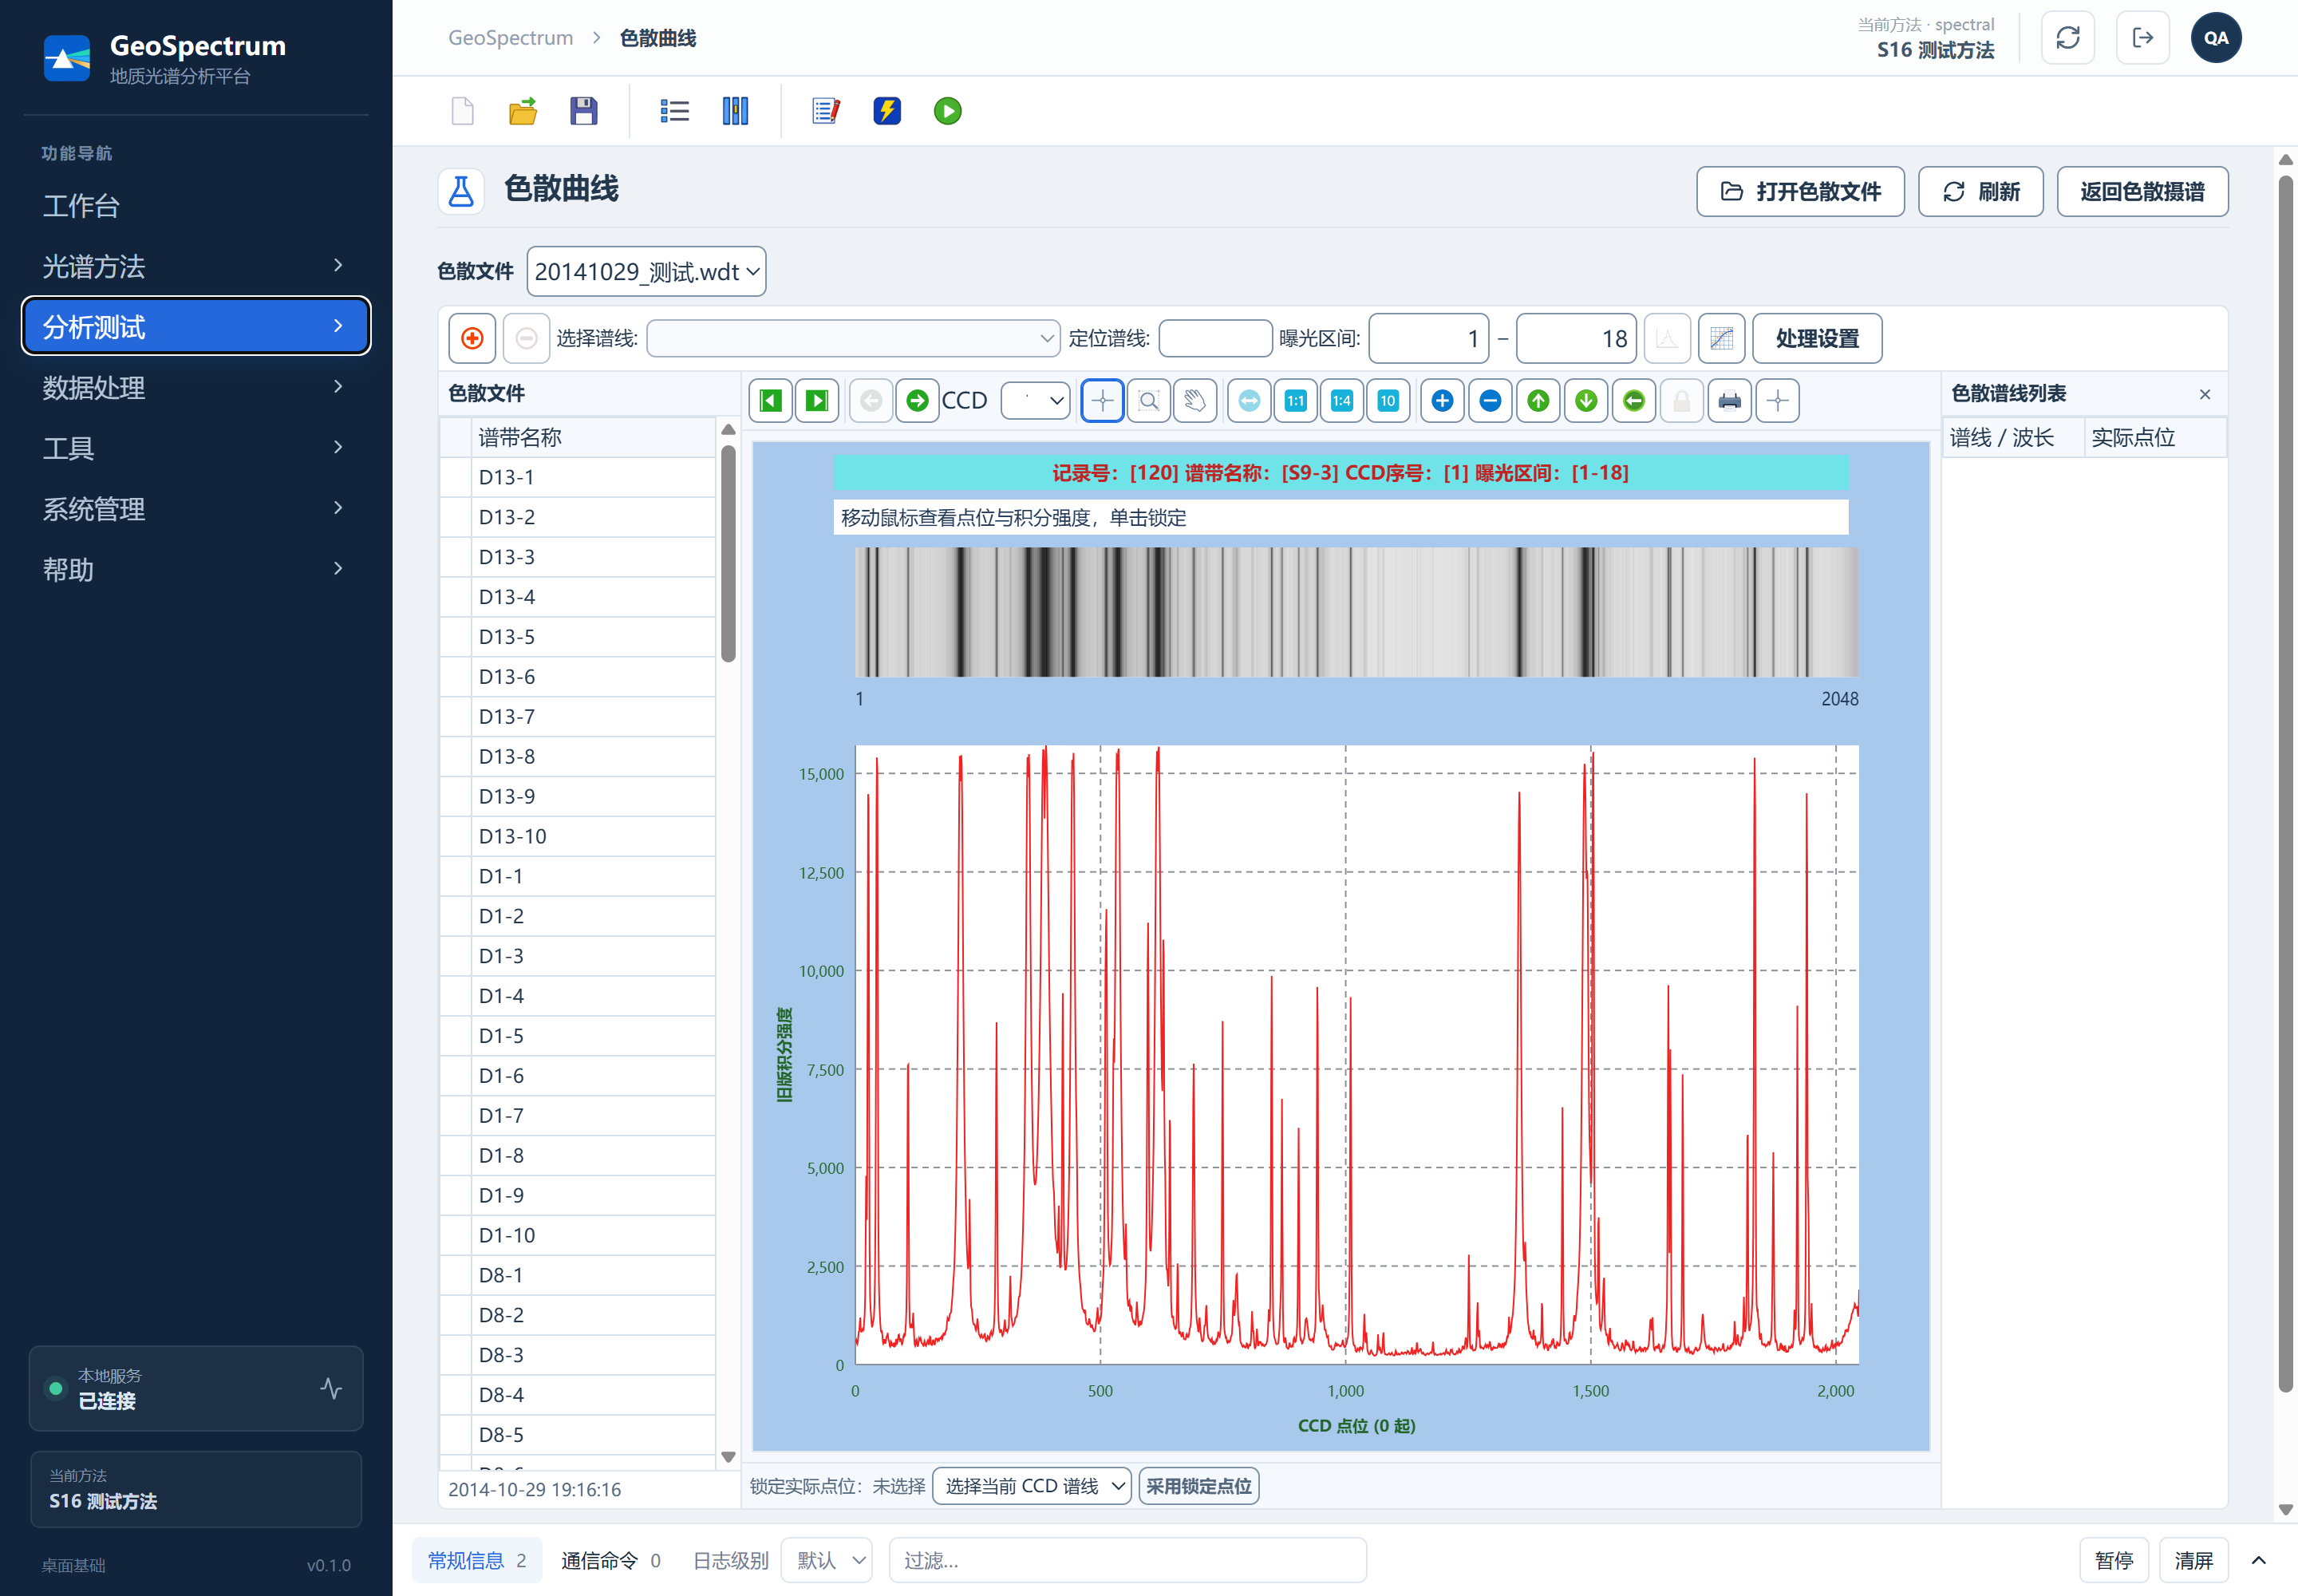 GeoSpectrum
地质光谱分析平台
功能导航
工作台
光谱方法
分析测试
数据处理
工具
系统管理
帮助
本地服务
已连接
当前方法
S16 测试方法
桌面基础 v0.1.0
GeoSpectrum > 色散曲线
当前方法 · spectral
S16 测试方法
QA
色散曲线
打开色散文件 刷新 返回色散摄谱
色散文件 20141029_测试.wdt
选择谱线: 定位谱线: 曝光区间: 1 – 18 处理设置
色散文件
谱带名称
D13-1
D13-2
D13-3
D13-4
D13-5
D13-6
D13-7
D13-8
D13-9
D13-10
D1-1
D1-2
D1-3
D1-4
D1-5
D1-6
D1-7
D1-8
D1-9
D1-10
D8-1
D8-2
D8-3
D8-4
D8-5
2014-10-29 19:16:16
CCD 1:1 1:4 10
记录号：[120] 谱带名称：[S9-3] CCD序号：[1] 曝光区间：[1-18]
移动鼠标查看点位与积分强度，单击锁定
1 2048
15,000
12,500
10,000
7,500
5,000
2,500
0
旧版积分强度
0 500 1,000 1,500 2,000
CCD 点位 (0 起)
锁定实际点位：未选择 选择当前 CCD 谱线 采用锁定点位
色散谱线列表 ×
谱线 / 波长 实际点位
常规信息 2 通信命令 0 日志级别 默认 过滤... 暂停 清屏